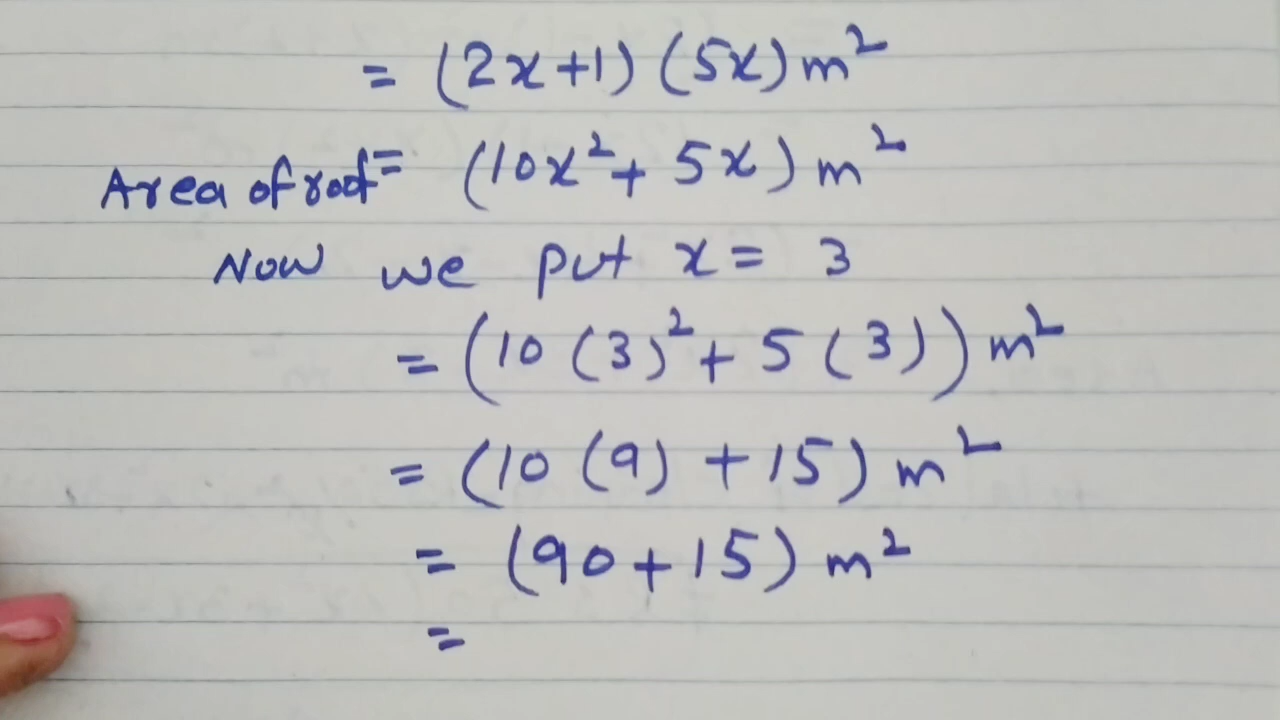 = (2x+1) (5x) m²
Area of roof = (10x² + 5x) m²
Now we put x = 3
= (10 (3)² + 5 (3)) m²
= (10 (9) + 15) m²
= (90 + 15) m²
=